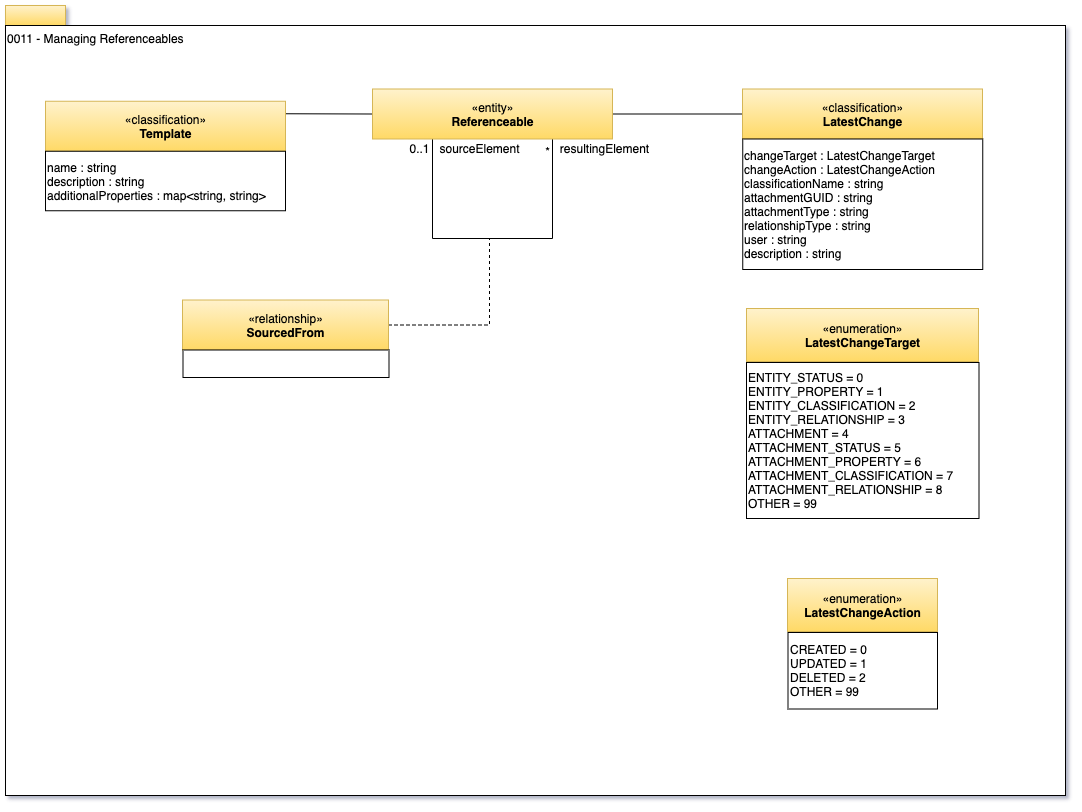 0011 - Managing Referenceables
«classification»
Template
name : string
description : string
additionalProperties : map<string, string>
«entity»
Referenceable
0..1
sourceElement
*
resultingElement
«classification»
LatestChange
changeTarget : LatestChangeTarget
changeAction : LatestChangeAction
classificationName : string
attachmentGUID : string
attachmentType : string
relationshipType : string
user : string
description : string
«relationship»
SourcedFrom
«enumeration»
LatestChangeTarget
ENTITY_STATUS = 0
ENTITY_PROPERTY = 1
ENTITY_CLASSIFICATION = 2
ENTITY_RELATIONSHIP = 3
ATTACHMENT = 4
ATTACHMENT_STATUS = 5
ATTACHMENT_PROPERTY = 6
ATTACHMENT_CLASSIFICATION = 7
ATTACHMENT_RELATIONSHIP = 8
OTHER = 99
«enumeration»
LatestChangeAction
CREATED = 0
UPDATED = 1
DELETED = 2
OTHER = 99